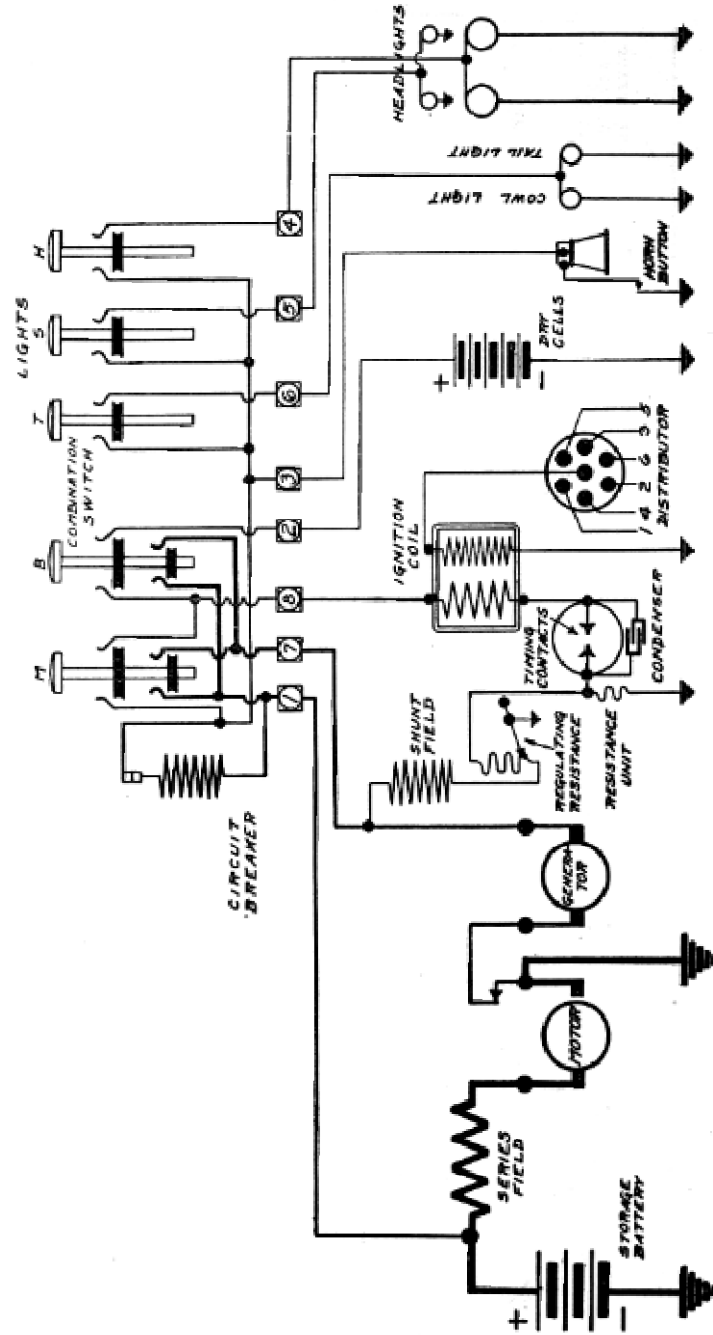 LIGHTS
M
B
T
S
H
COMBINATION
SWITCH
1
7
8
2
3
6
5
4
CIRCUIT
BREAKER
SHUNT
FIELD
IGNITION
COIL
COWL LIGHT
TAIL LIGHT
HEADLIGHTS
+
DRY
CELLS
−
HORN
BUTTON
REGULATING
RESISTANCE
RESISTANCE
UNIT
TIMING
CONTACTS
CONDENSER
1 4 2 6 3 5
DISTRIBUTOR
GENERA
TOR
MOTOR
SERIES
FIELD
+
STORAGE
BATTERY
−